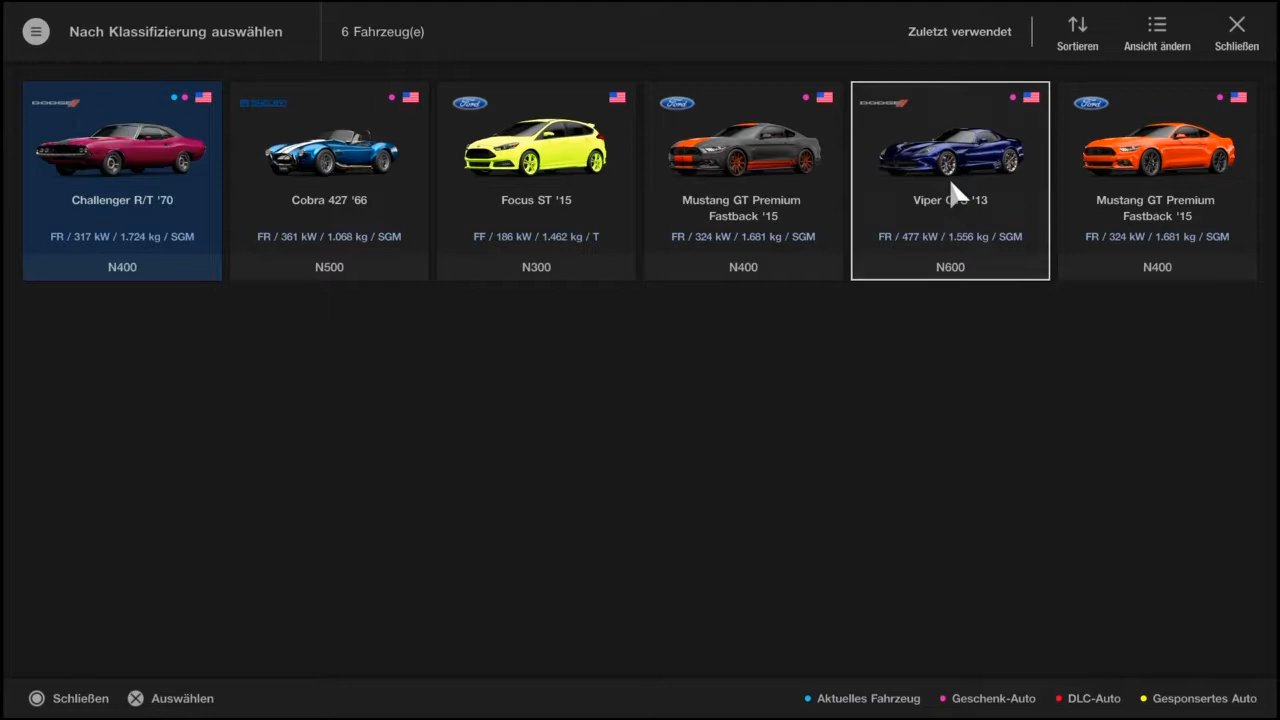 Nach Klassifizierung auswählen
6 Fahrzeug(e)
Zuletzt verwendet
Sortieren
Ansicht ändern
Schließen
DODGE
Challenger R/T '70
FR / 317 kW / 1.724 kg / SGM
N400
SHELBY
Cobra 427 '66
FR / 361 kW / 1.068 kg / SGM
N500
Ford
Focus ST '15
FF / 186 kW / 1.462 kg / T
N300
Ford
Mustang GT Premium
Fastback '15
FR / 324 kW / 1.681 kg / SGM
N400
DODGE
Viper '13
FR / 477 kW / 1.556 kg / SGM
N600
Ford
Mustang GT Premium
Fastback '15
FR / 324 kW / 1.681 kg / SGM
N400
Schließen
Auswählen
Aktuelles Fahrzeug
Geschenk-Auto
DLC-Auto
Gesponsertes Auto